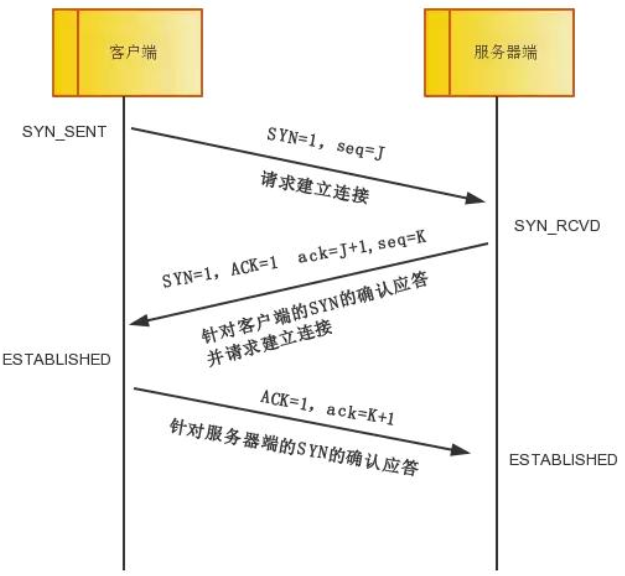 客户端
服务器端
SYN_SENT
SYN=1, seq=J
请求建立连接
SYN_RCVD
SYN=1, ACK=1 ack=J+1,seq=K
针对客户端的SYN的确认应答
并请求建立连接
ESTABLISHED
ACK=1, ack=K+1
针对服务器端的SYN的确认应答
ESTABLISHED